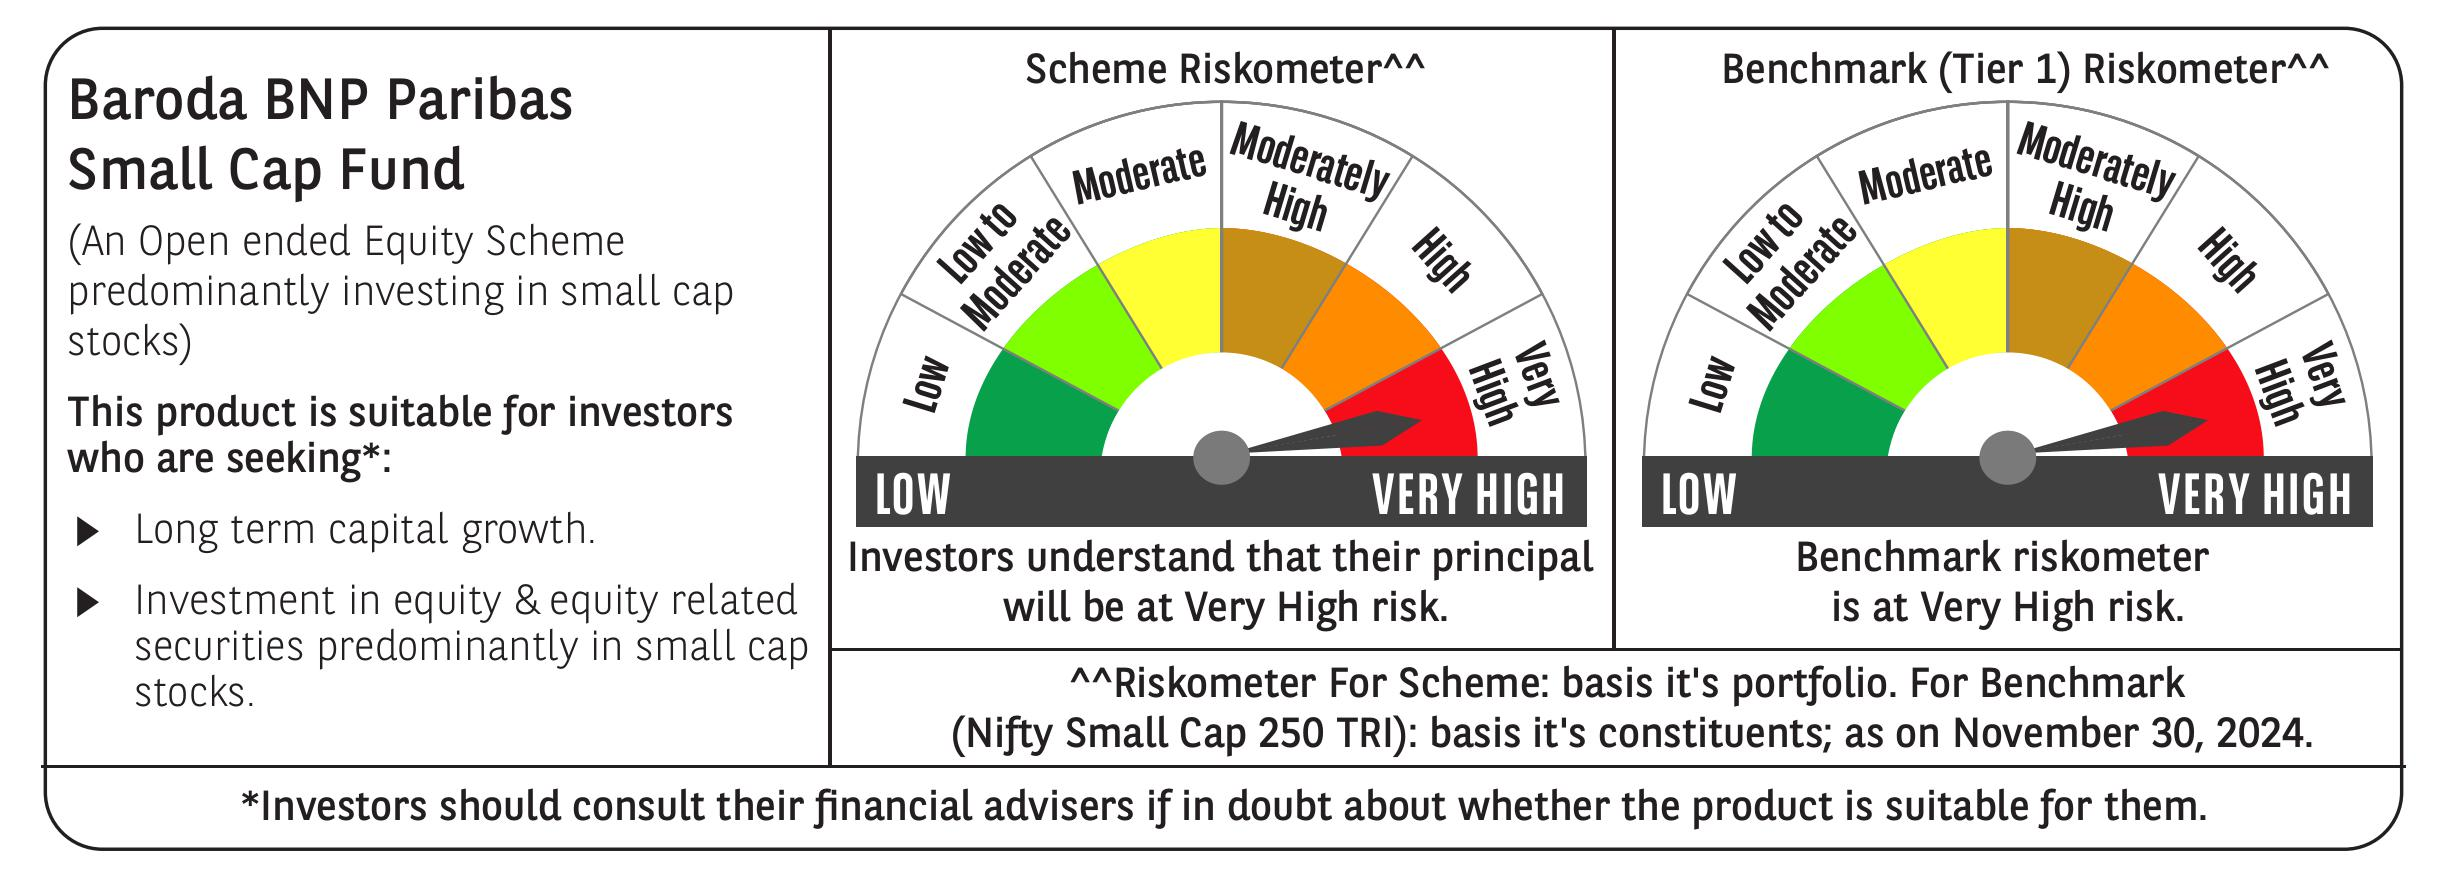 Baroda BNP Paribas
Small Cap Fund
(An Open ended Equity Scheme
predominantly investing in small cap
stocks)
This product is suitable for investors
who are seeking*:
Long term capital growth.
Investment in equity & equity related
securities predominantly in small cap
stocks.
Scheme Riskometer^^
Low
Low to
Moderate
Moderate
Moderately
High
High
Very
High
LOW VERY HIGH
Investors understand that their principal
will be at Very High risk.
Benchmark (Tier 1) Riskometer^^
Low
Low to
Moderate
Moderate
Moderately
High
High
Very
High
LOW VERY HIGH
Benchmark riskometer
is at Very High risk.
^^Riskometer For Scheme: basis it's portfolio. For Benchmark
(Nifty Small Cap 250 TRI): basis it's constituents; as on November 30, 2024.
*Investors should consult their financial advisers if in doubt about whether the product is suitable for them.